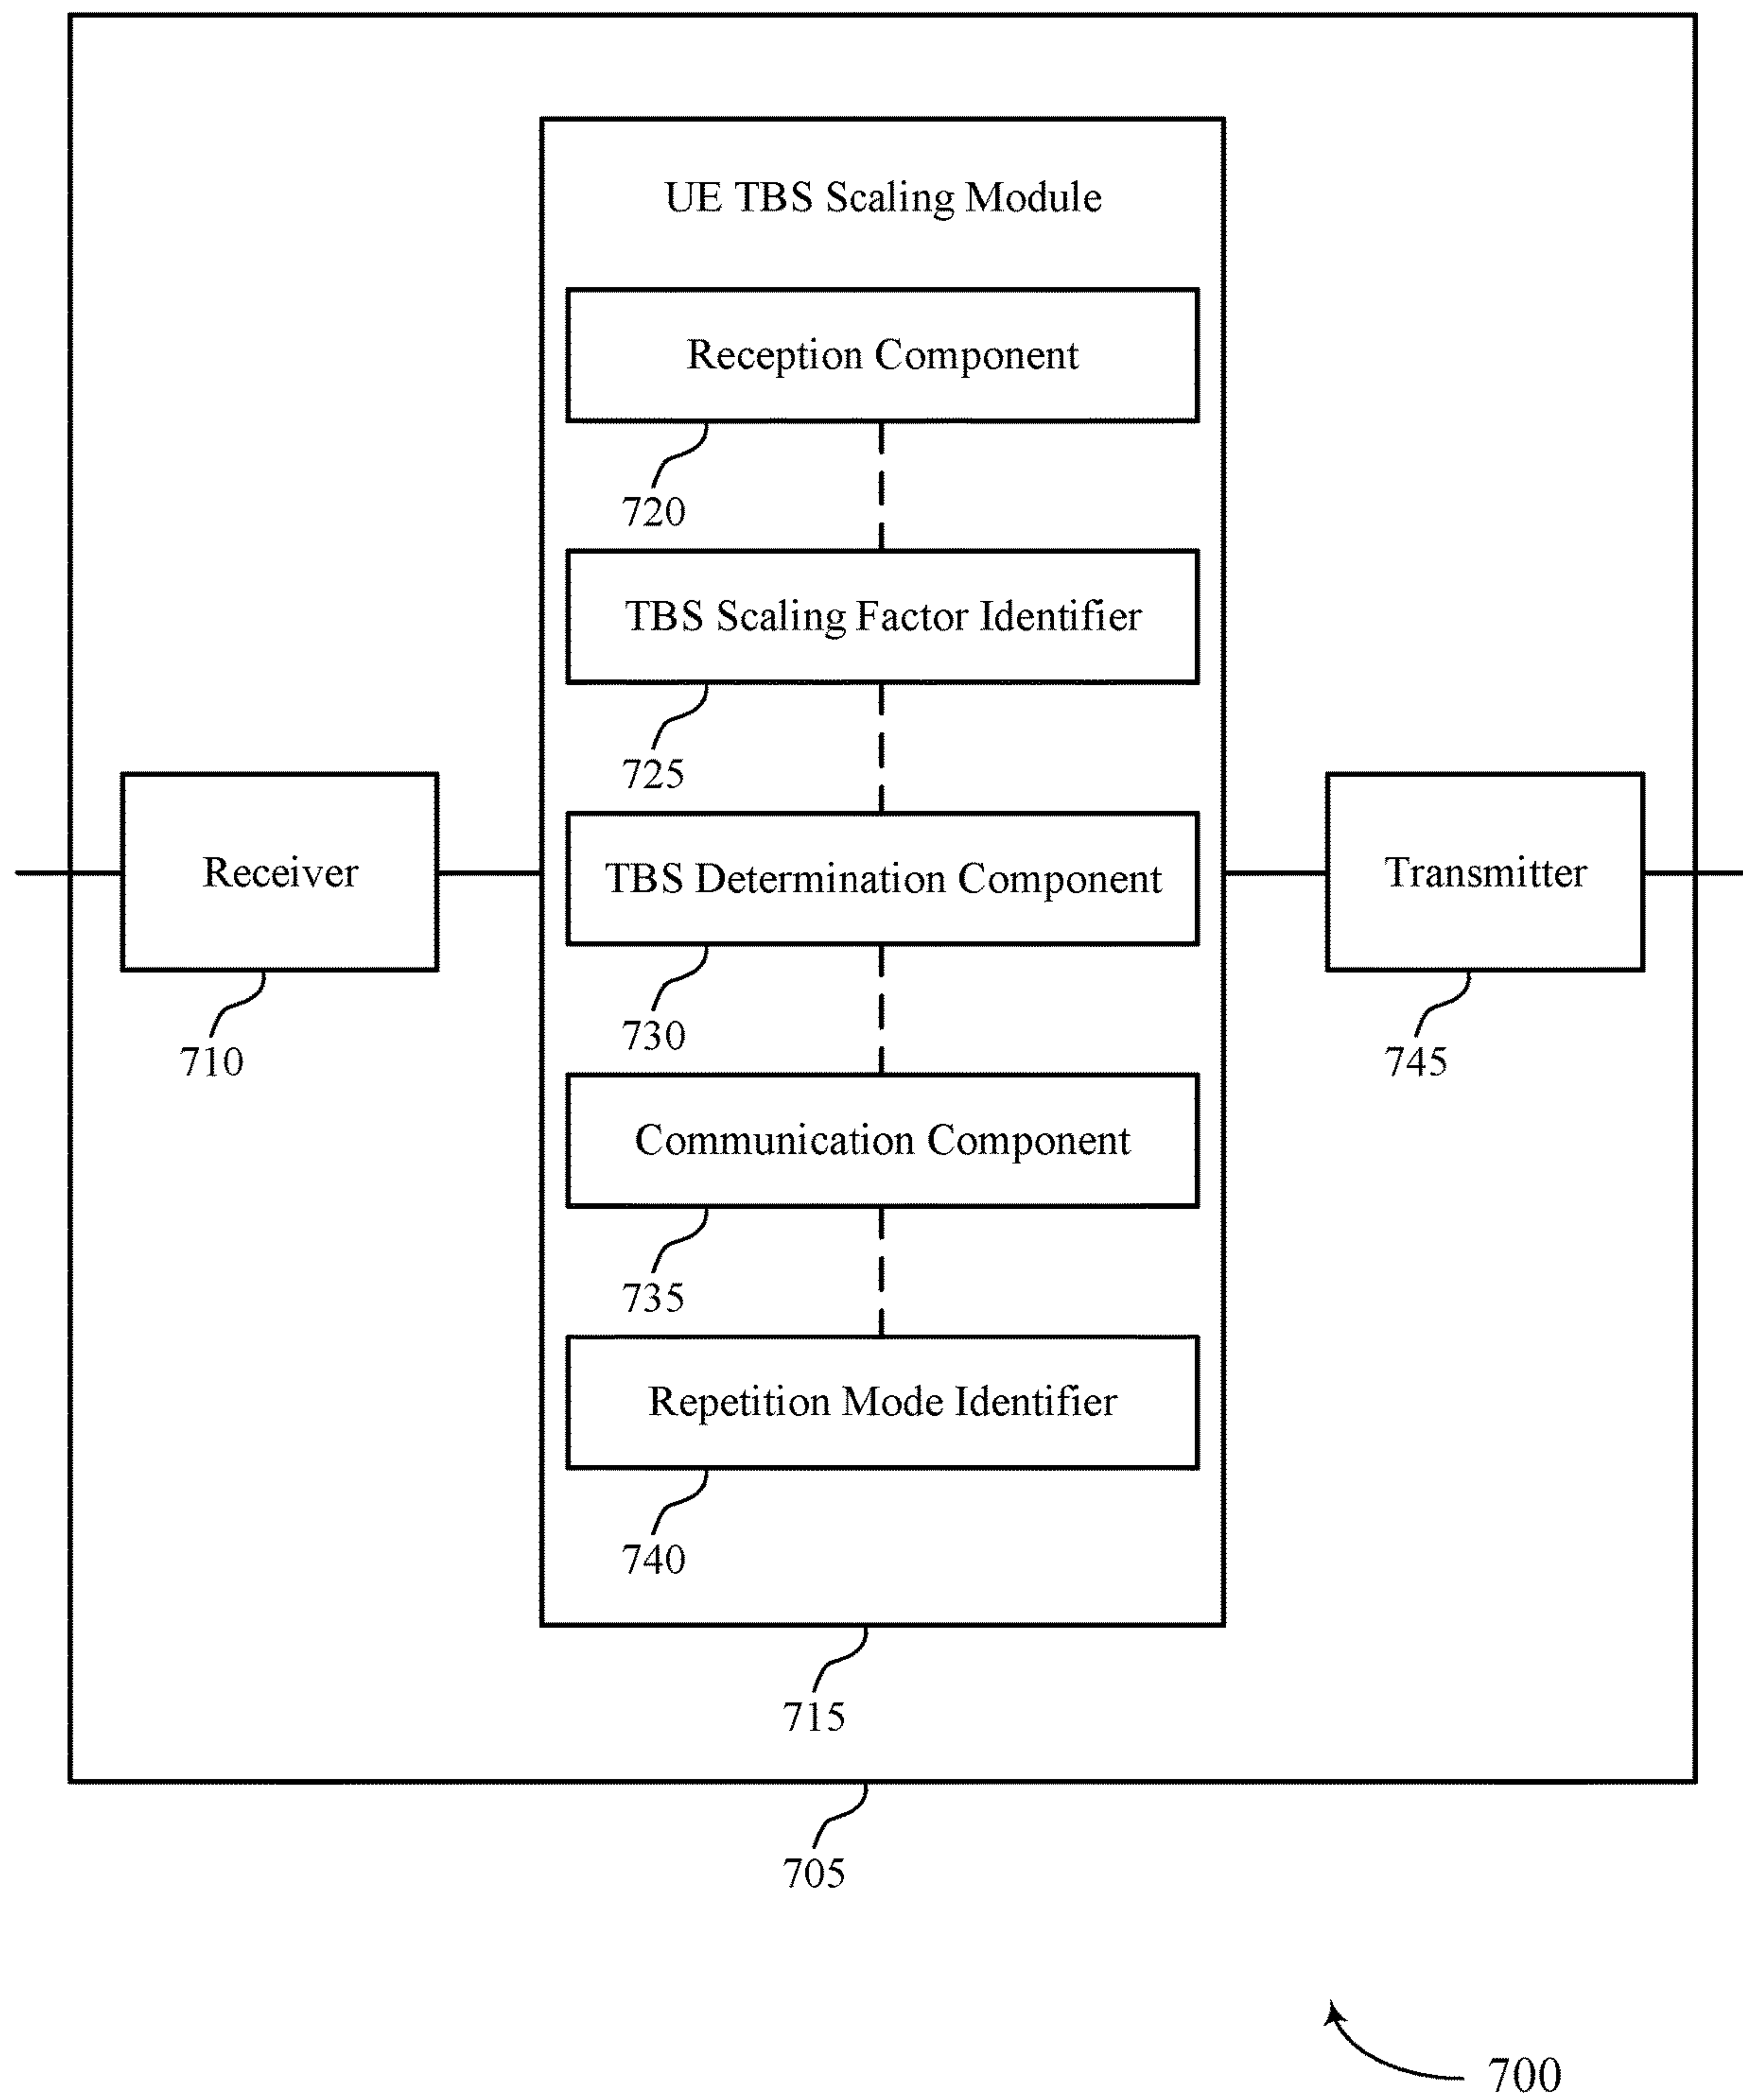 UE TBS Scaling Module
Reception Component
720
TBS Scaling Factor Identifier
725
Receiver
710
TBS Determination Component
730
Transmitter
745
Communication Component
735
Repetition Mode Identifier
740
715
705
700